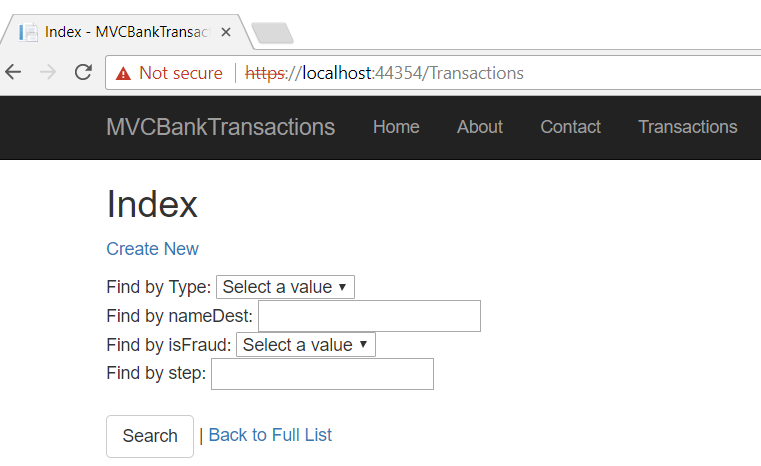 Index - MVCBankTransac
Not secure https://localhost:44354/Transactions
MVCBankTransactions Home About Contact Transactions
Index
Create New
Find by Type: Select a value
Find by nameDest:
Find by isFraud: Select a value
Find by step:
Search | Back to Full List